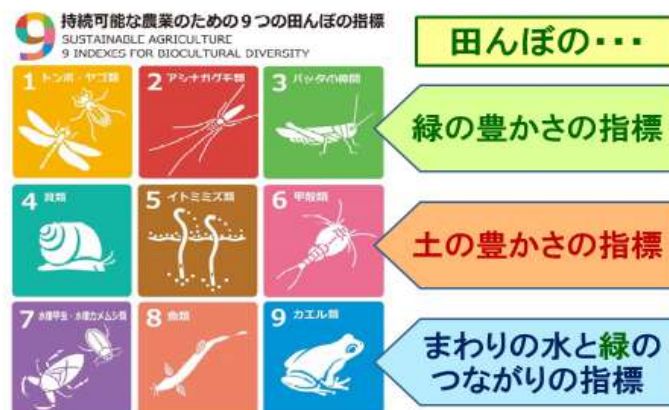 9 持続可能な農業のための9つの田んぼの指標
SUSTAINABLE AGRICULTURE
9 INDEXES FOR BIOCULTURAL DIVERSITY
田んぼの・・・
1 トンボ・ヤゴ類
2 アシナガグモ類
3 バッタの仲間
緑の豊かさの指標
4 貝類
5 イトミミズ類
6 甲殻類
土の豊かさの指標
7 水棲甲虫・水棲カメムシ類
8 魚類
9 カエル類
まわりの水と緑の
つながりの指標